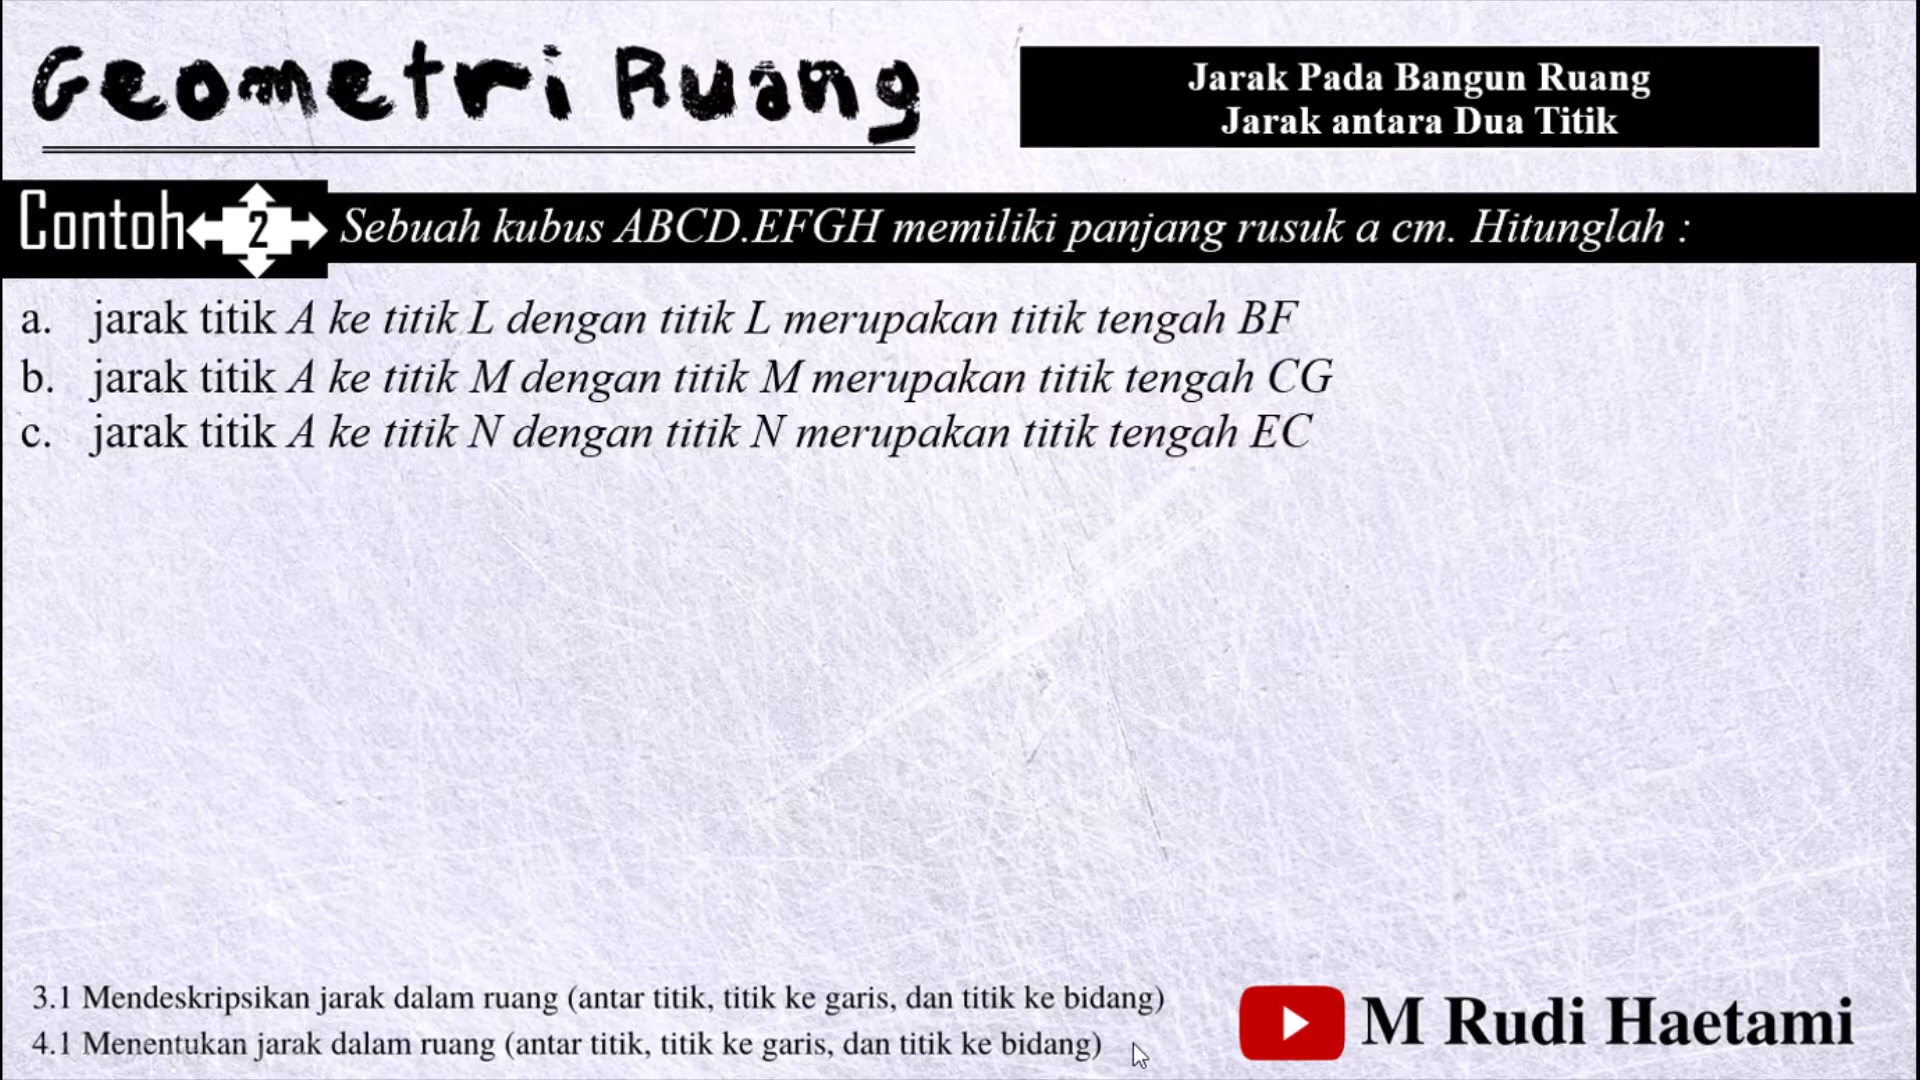 Geometri Ruang
Jarak Pada Bangun Ruang
Jarak antara Dua Titik
Contoh 2 Sebuah kubus ABCD.EFGH memiliki panjang rusuk a cm. Hitunglah :
a. jarak titik A ke titik L dengan titik L merupakan titik tengah BF
b. jarak titik A ke titik M dengan titik M merupakan titik tengah CG
c. jarak titik A ke titik N dengan titik N merupakan titik tengah EC
3.1 Mendeskripsikan jarak dalam ruang (antar titik, titik ke garis, dan titik ke bidang)
4.1 Menentukan jarak dalam ruang (antar titik, titik ke garis, dan titik ke bidang)
M Rudi Haetami